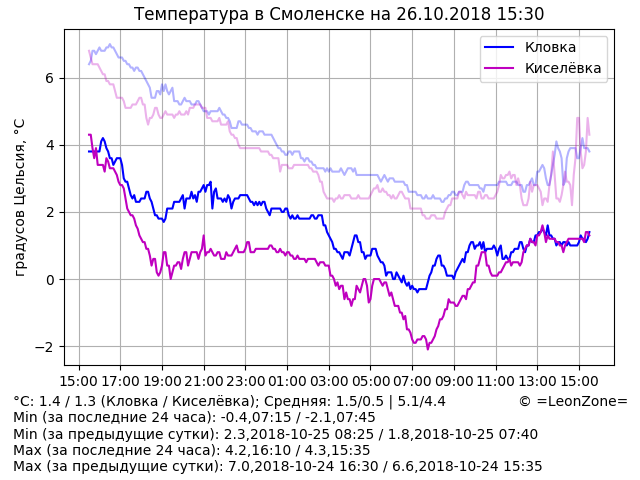 Температура в Смоленске на 26.10.2018 15:30
градусов Цельсия, °C
Кловка
Киселёвка
6
4
2
0
−2
15:00 17:00 19:00 21:00 23:00 01:00 03:00 05:00 07:00 09:00 11:00 13:00 15:00
°C: 1.4 / 1.3 (Кловка / Киселёвка); Средняя: 1.5/0.5 | 5.1/4.4 © =LeonZone=
Min (за последние 24 часа): -0.4,07:15 / -2.1,07:45
Min (за предыдущие сутки): 2.3,2018-10-25 08:25 / 1.8,2018-10-25 07:40
Max (за последние 24 часа): 4.2,16:10 / 4.3,15:35
Max (за предыдущие сутки): 7.0,2018-10-24 16:30 / 6.6,2018-10-24 15:35